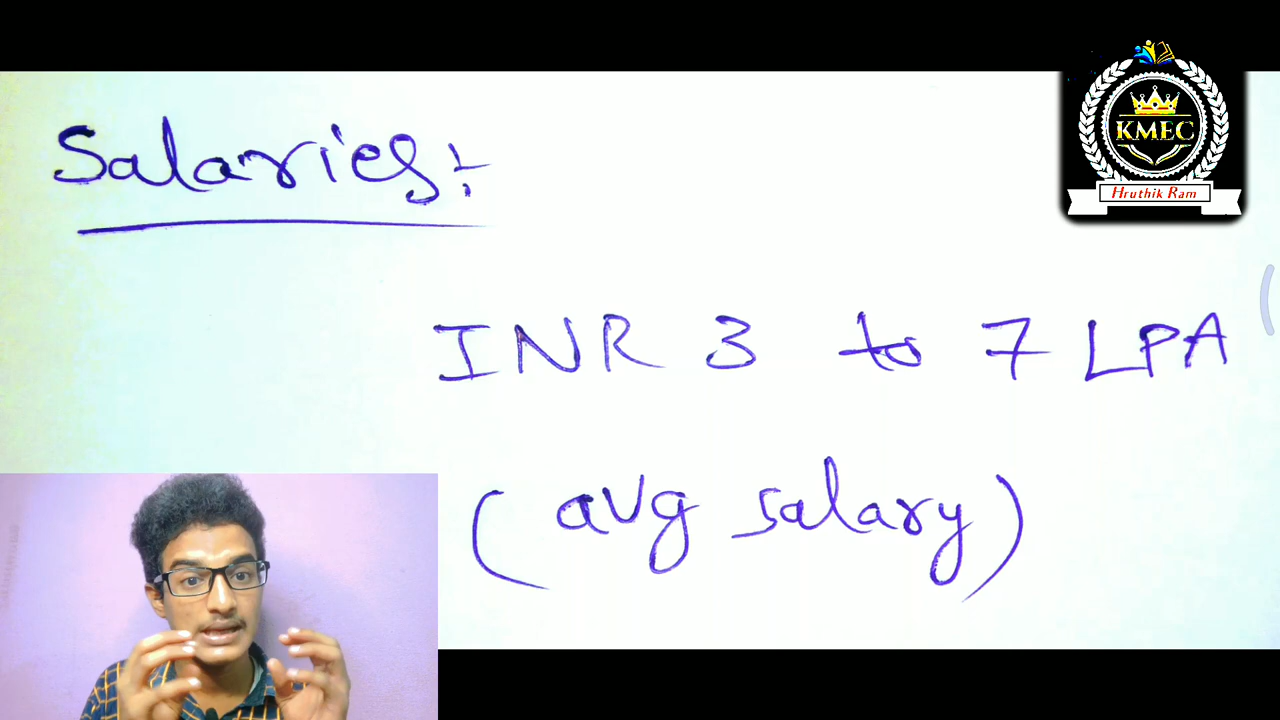 Salaries:-
KMEC
Hruthik Ram
INR 3 to 7 LPA
(avg salary)